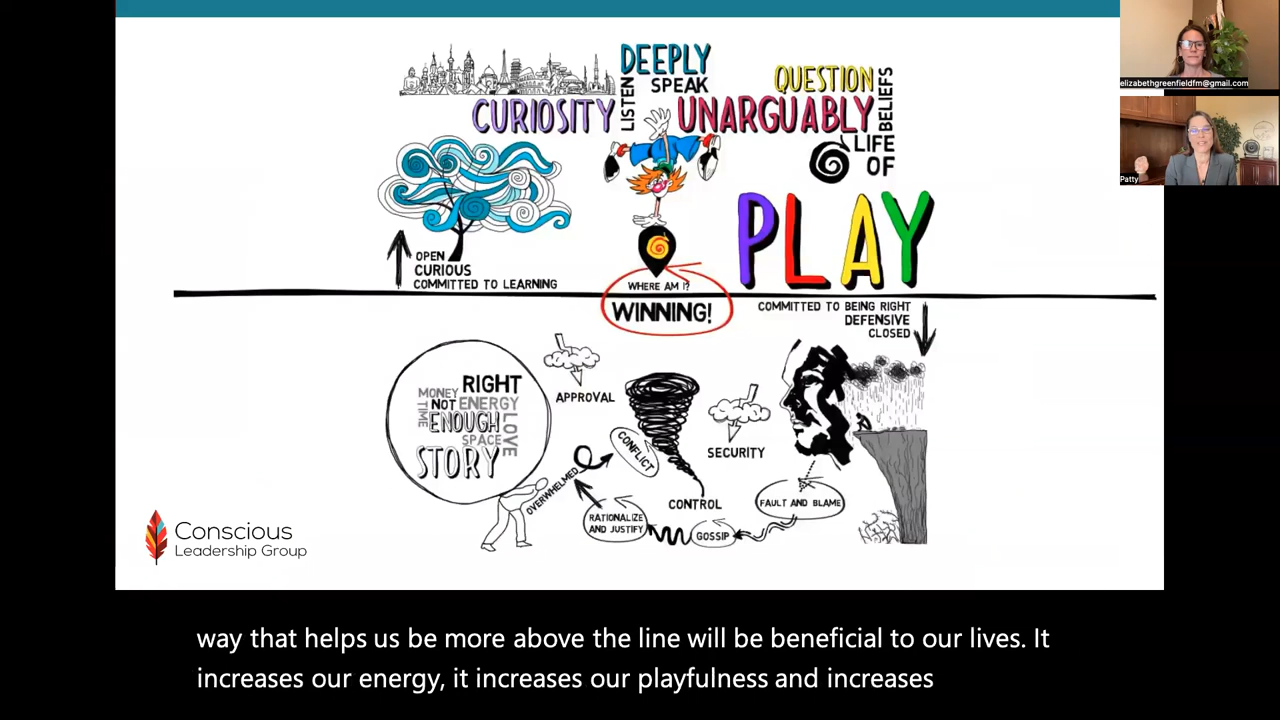 DEEPLY
LISTEN
SPEAK
CURIOSITY
UNARGUABLY
QUESTION
BELIEFS
LIFE
OF
PLAY
OPEN
CURIOUS
COMMITTED TO LEARNING
WHERE AM I?
WINNING!
COMMITTED TO BEING RIGHT
DEFENSIVE
CLOSED
RIGHT
MONEY
TIME
NOT ENERGY
ENOUGH
LOVE
SPACE
STORY
OVERWHELMED
APPROVAL
CONFLICT
CONTROL
SECURITY
FAULT AND BLAME
GOSSIP
RATIONALIZE
AND JUSTIFY
Conscious
Leadership Group
elizabethgreenfieldfm@gmail.com
Patty
way that helps us be more above the line will be beneficial to our lives. It
increases our energy, it increases our playfulness and increases